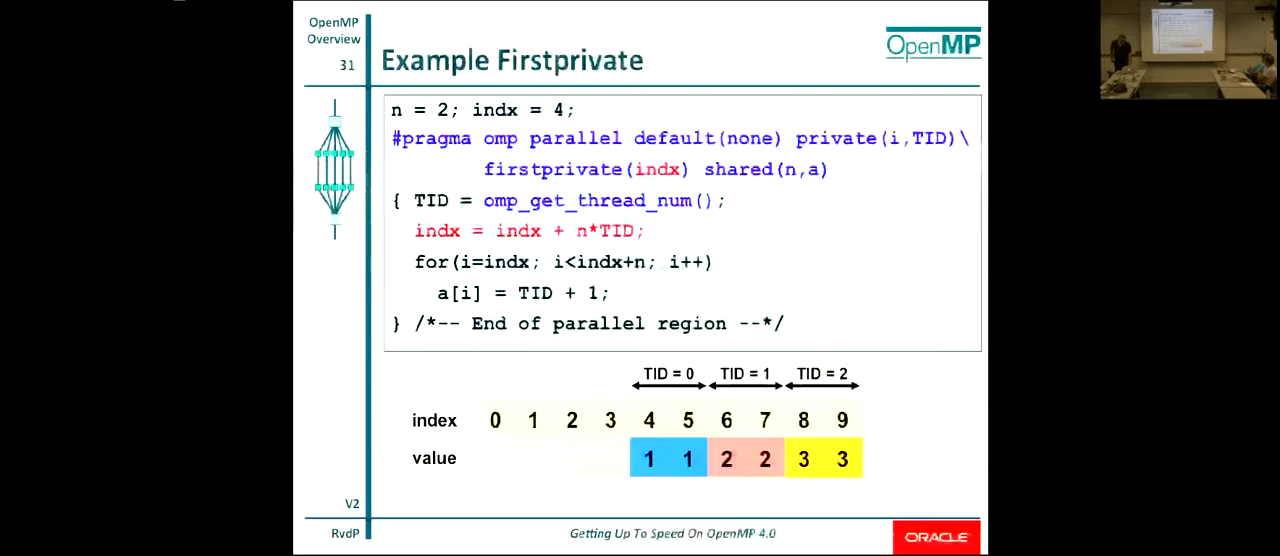 OpenMP
Overview
31
Example Firstprivate
OpenMP
n = 2; indx = 4;
#pragma omp parallel default(none) private(i,TID)\
firstprivate(indx) shared(n,a)
{ TID = omp_get_thread_num();
indx = indx + n*TID;
for(i=indx; i<indx+n; i++)
a[i] = TID + 1;
} /*-- End of parallel region --*/
TID = 0 TID = 1 TID = 2
index 0 1 2 3 4 5 6 7 8 9
value 1 1 2 2 3 3
V2
RvdP
Getting Up To Speed On OpenMP 4.0
ORACLE